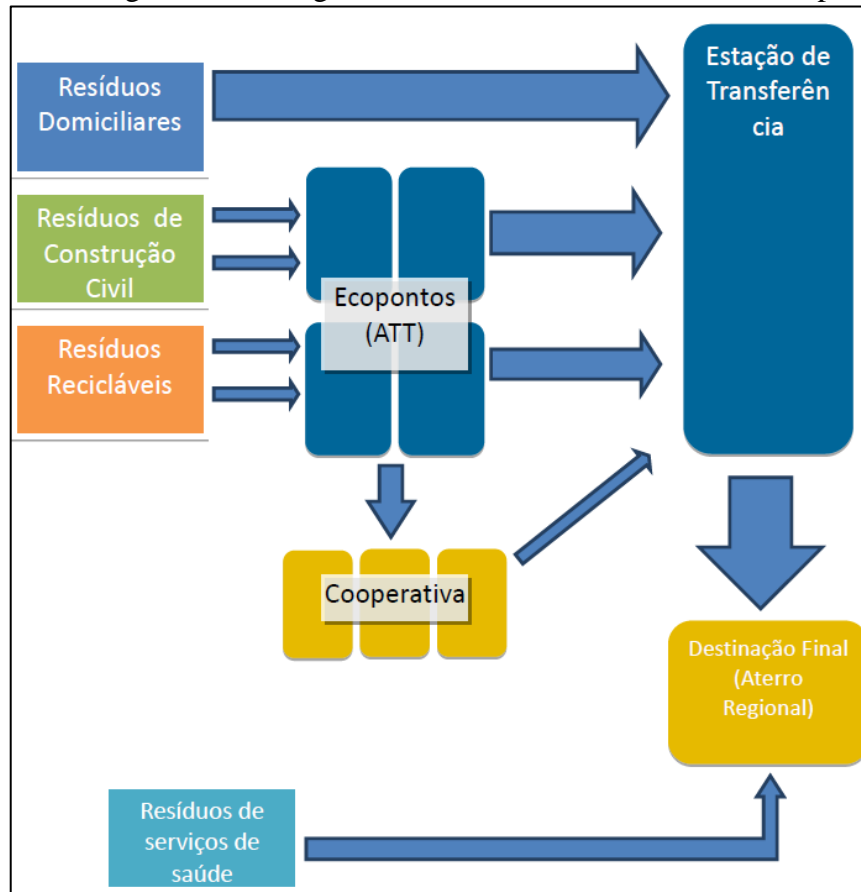 Resíduos
Domiciliares
Estação de
Transferên
cia
Resíduos de
Construção
Civil
Ecopontos
(ATT)
Resíduos
Recicláveis
Cooperativa
Destinação Final
(Aterro
Regional)
Resíduos de
serviços de
saúde